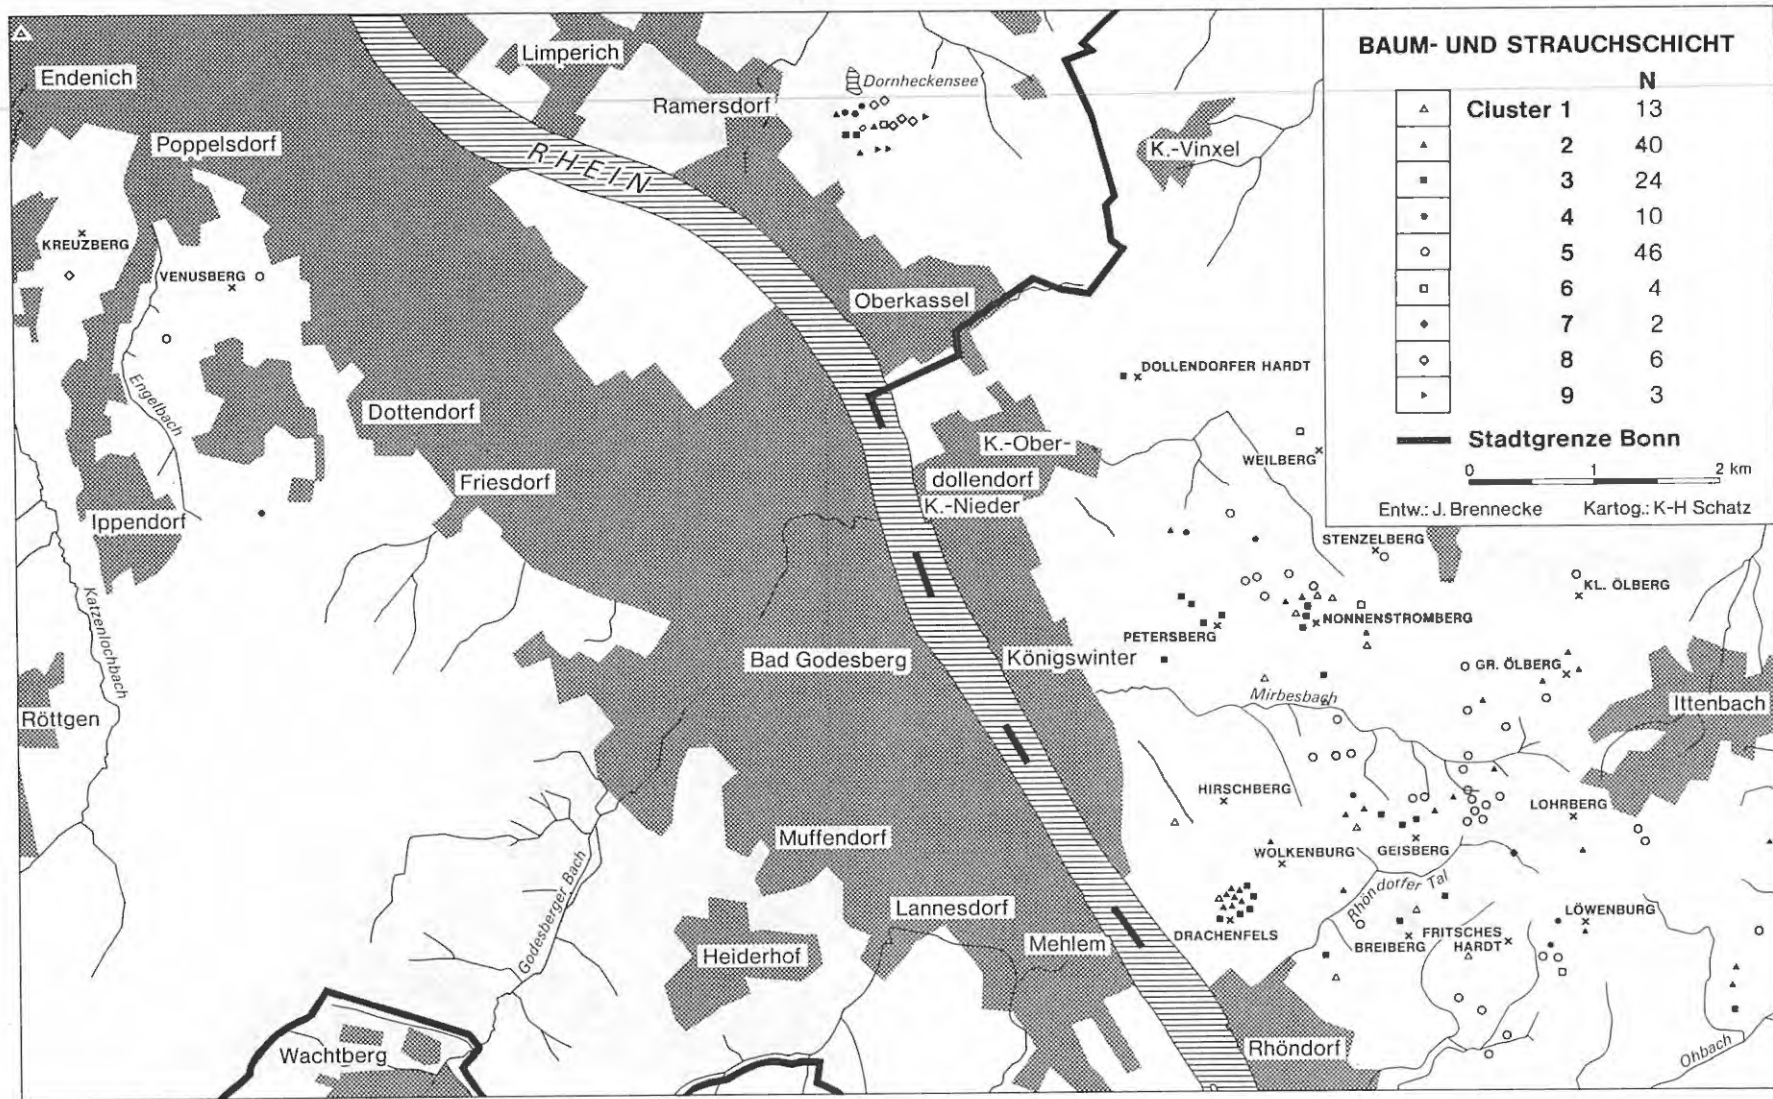 BAUM- UND STRAUCHSCHICHT
N
Cluster 1 13
2 40
3 24
4 10
5 46
6 4
7 2
8 6
9 3
Stadtgrenze Bonn
0 1 2 km
Entw.: J. Brennecke Kartog.: K-H Schatz
Limperich
Endenich
Dornheckensee
Ramersdorf
Poppelsdorf
K.-Vinxel
RHEIN
KREUZBERG
VENUSBERG
Oberkassel
DOLLENDORFER HARDT
Engelbach
Dottendorf
K.-Ober-
dollendorf
K.-Nieder
WEILBERG
Friesdorf
Ippendorf
STENZELBERG
KL. ÖLBERG
Katzenlochbach
NONNENSTROMBERG
PETERSBERG
Bad Godesberg
Königswinter
GR. ÖLBERG
Mirbesbach
Ittenbach
Röttgen
HIRSCHBERG
LOHRBERG
Muffendorf
WOLKENBURG
GEISBERG
Rhöndorfer Tal
Godesberger Bach
Lannesdorf
LÖWENBURG
DRACHENFELS
BREIBERG
FRITSCHES
HARDT
Mehlem
Heiderhof
Wachtberg
Rhöndorf
Ohbach